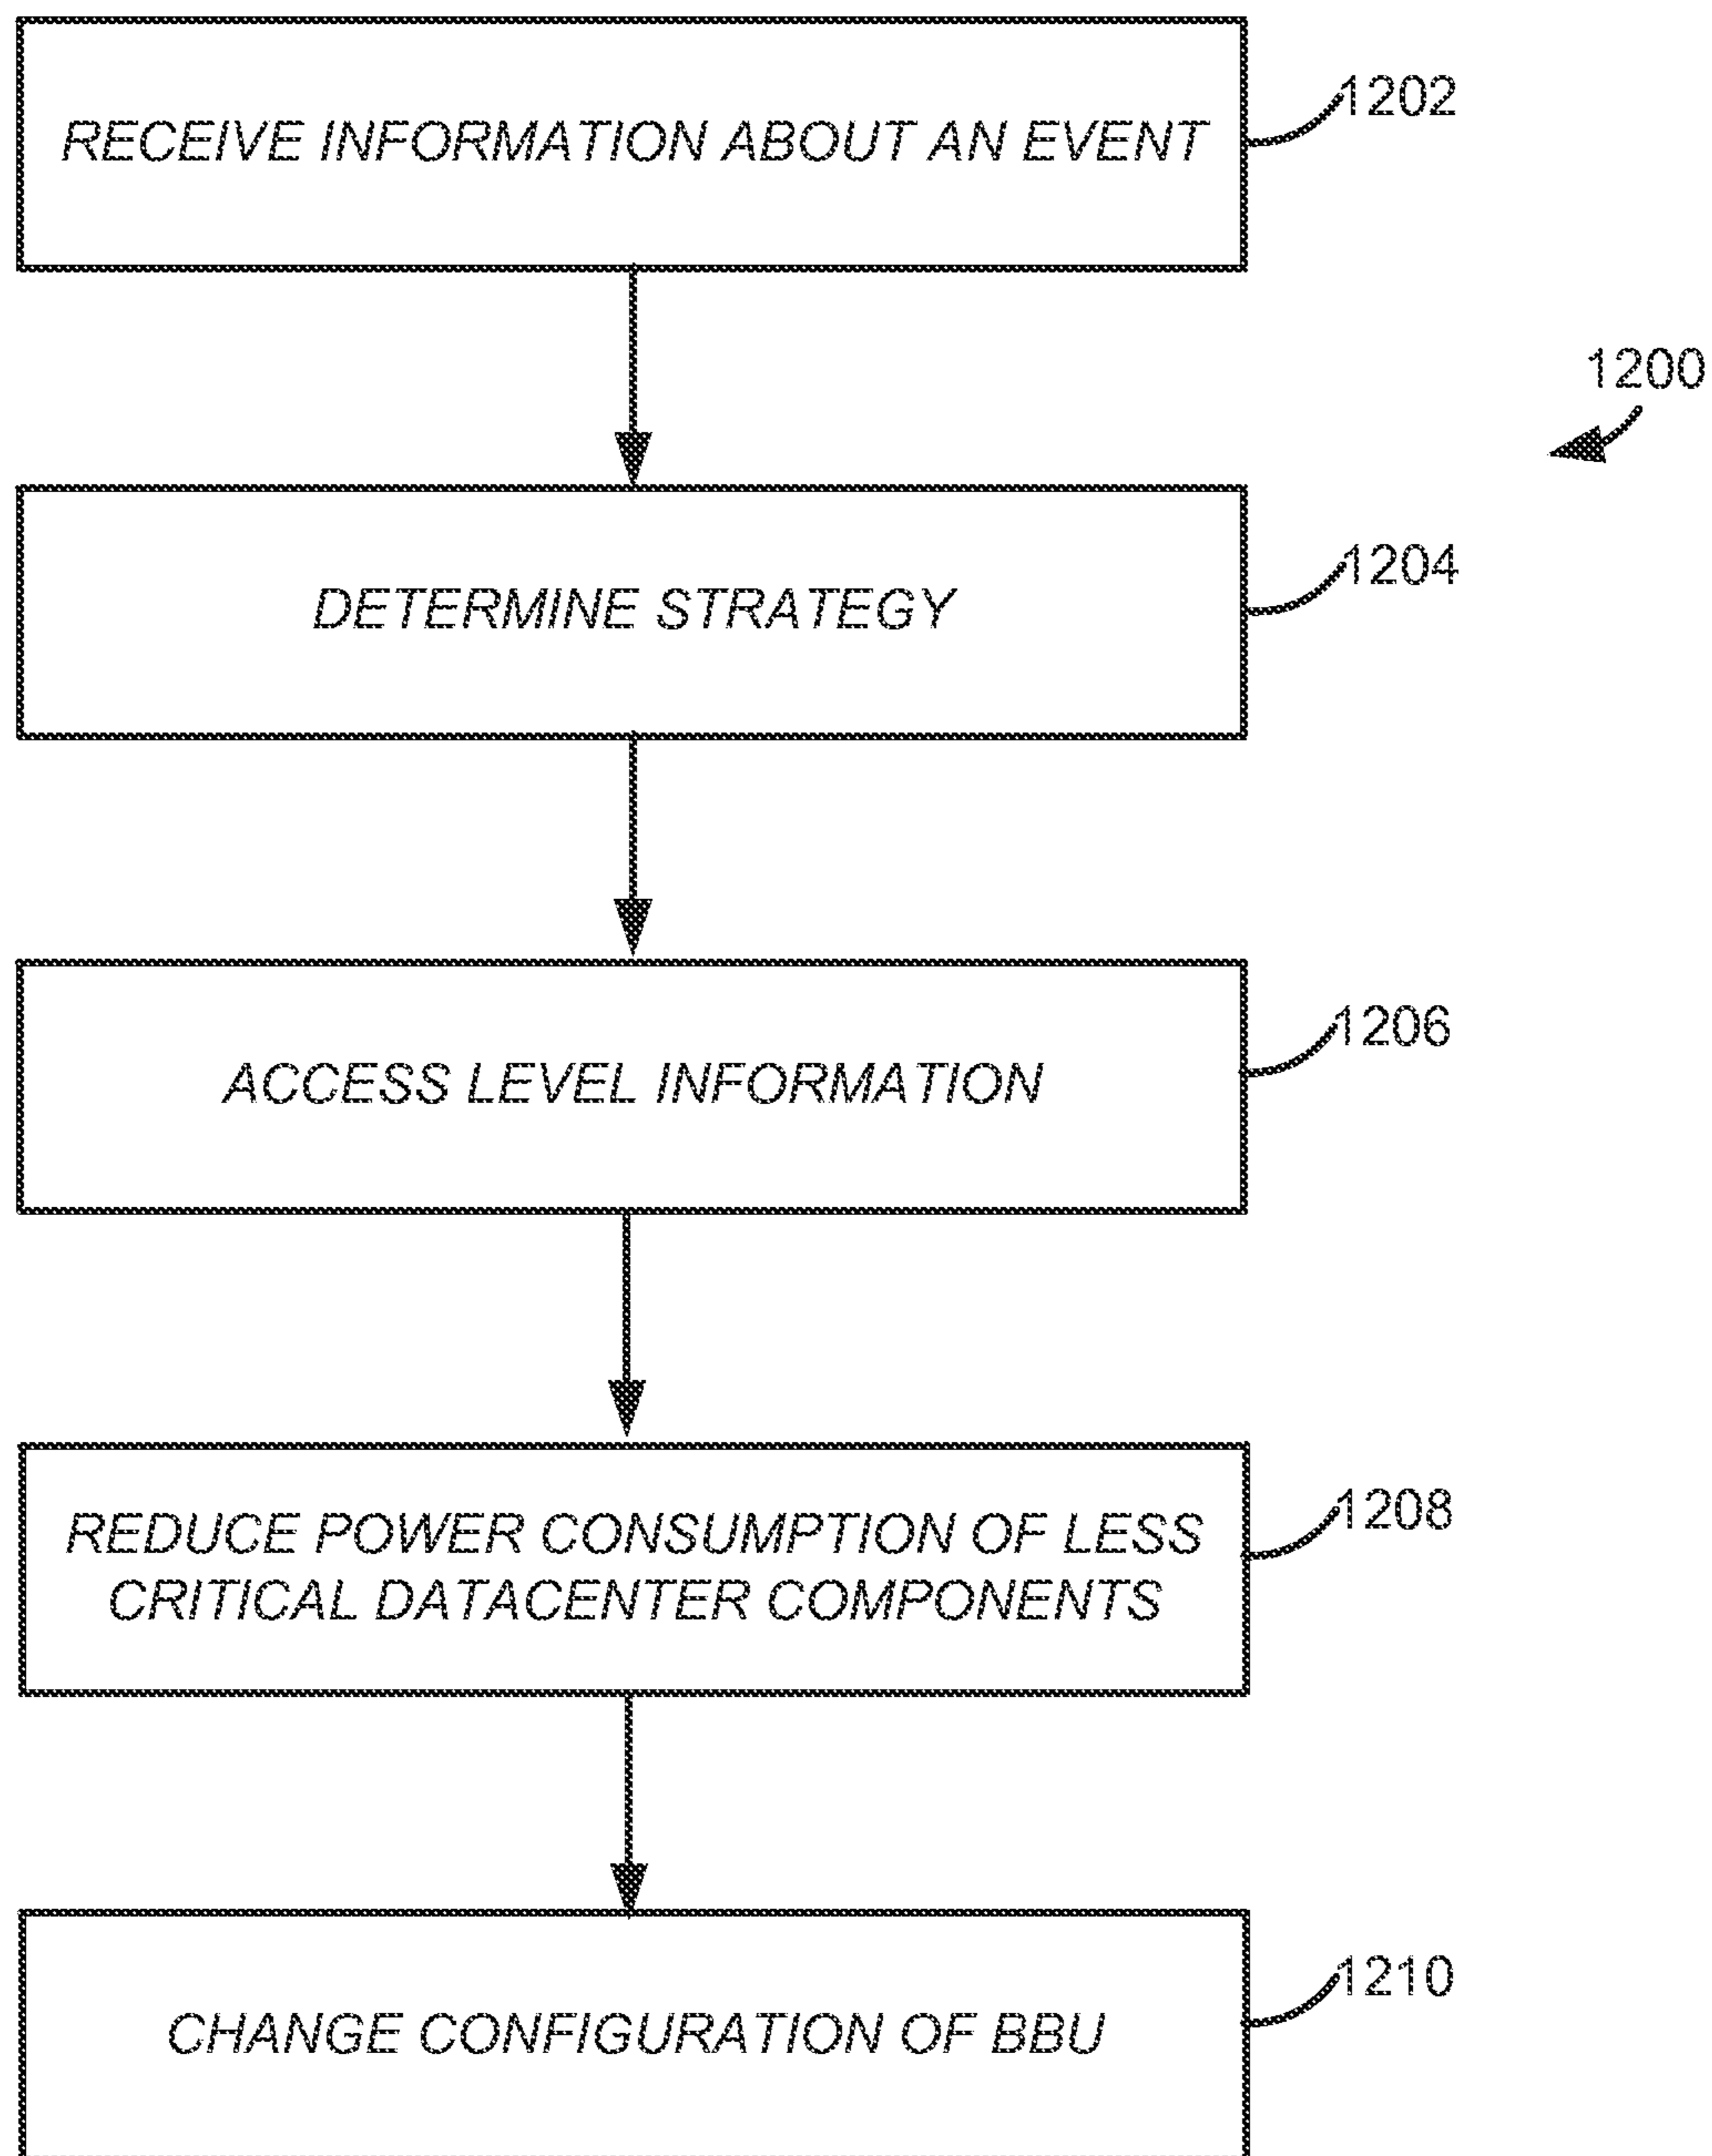 RECEIVE INFORMATION ABOUT AN EVENT
1202
1200
DETERMINE STRATEGY
1204
ACCESS LEVEL INFORMATION
1206
REDUCE POWER CONSUMPTION OF LESS
CRITICAL DATACENTER COMPONENTS
1208
CHANGE CONFIGURATION OF BBU
1210